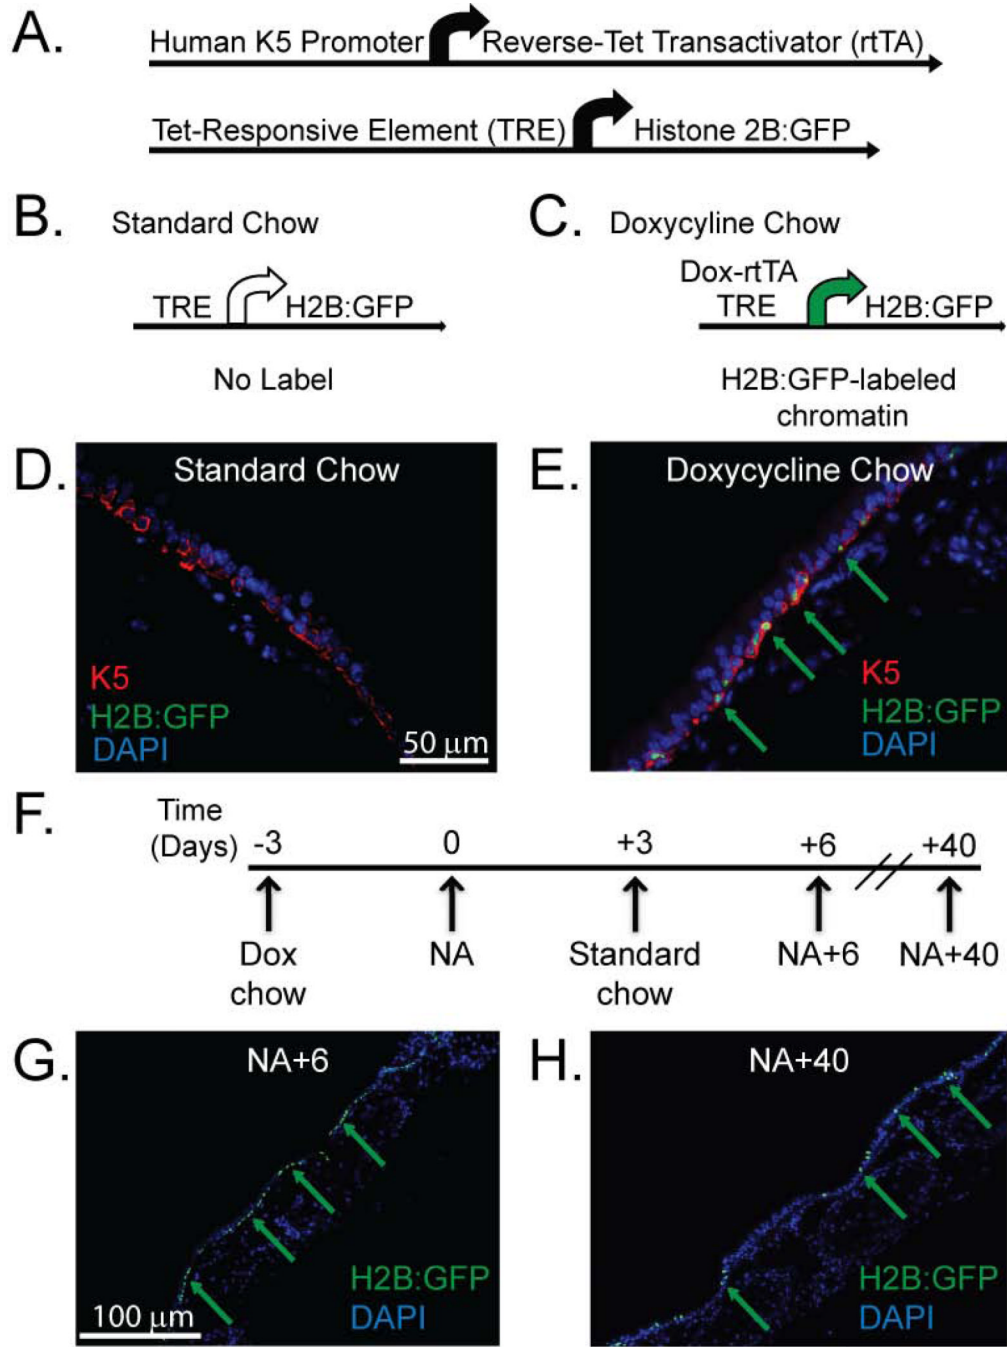 A.
Human K5 Promoter Reverse-Tet Transactivator (rtTA)
Tet-Responsive Element (TRE) Histone 2B:GFP
B. Standard Chow
TRE H2B:GFP
No Label
C. Doxycyline Chow
Dox-rtTA
TRE H2B:GFP
H2B:GFP-labeled
chromatin
D. Standard Chow
K5
H2B:GFP
DAPI
50 μm
E. Doxycycline Chow
K5
H2B:GFP
DAPI
F. Time
(Days) -3 0 +3 +6 +40
Dox
chow
NA
Standard
chow
NA+6
NA+40
G. NA+6
H2B:GFP
DAPI
100 μm
H. NA+40
H2B:GFP
DAPI